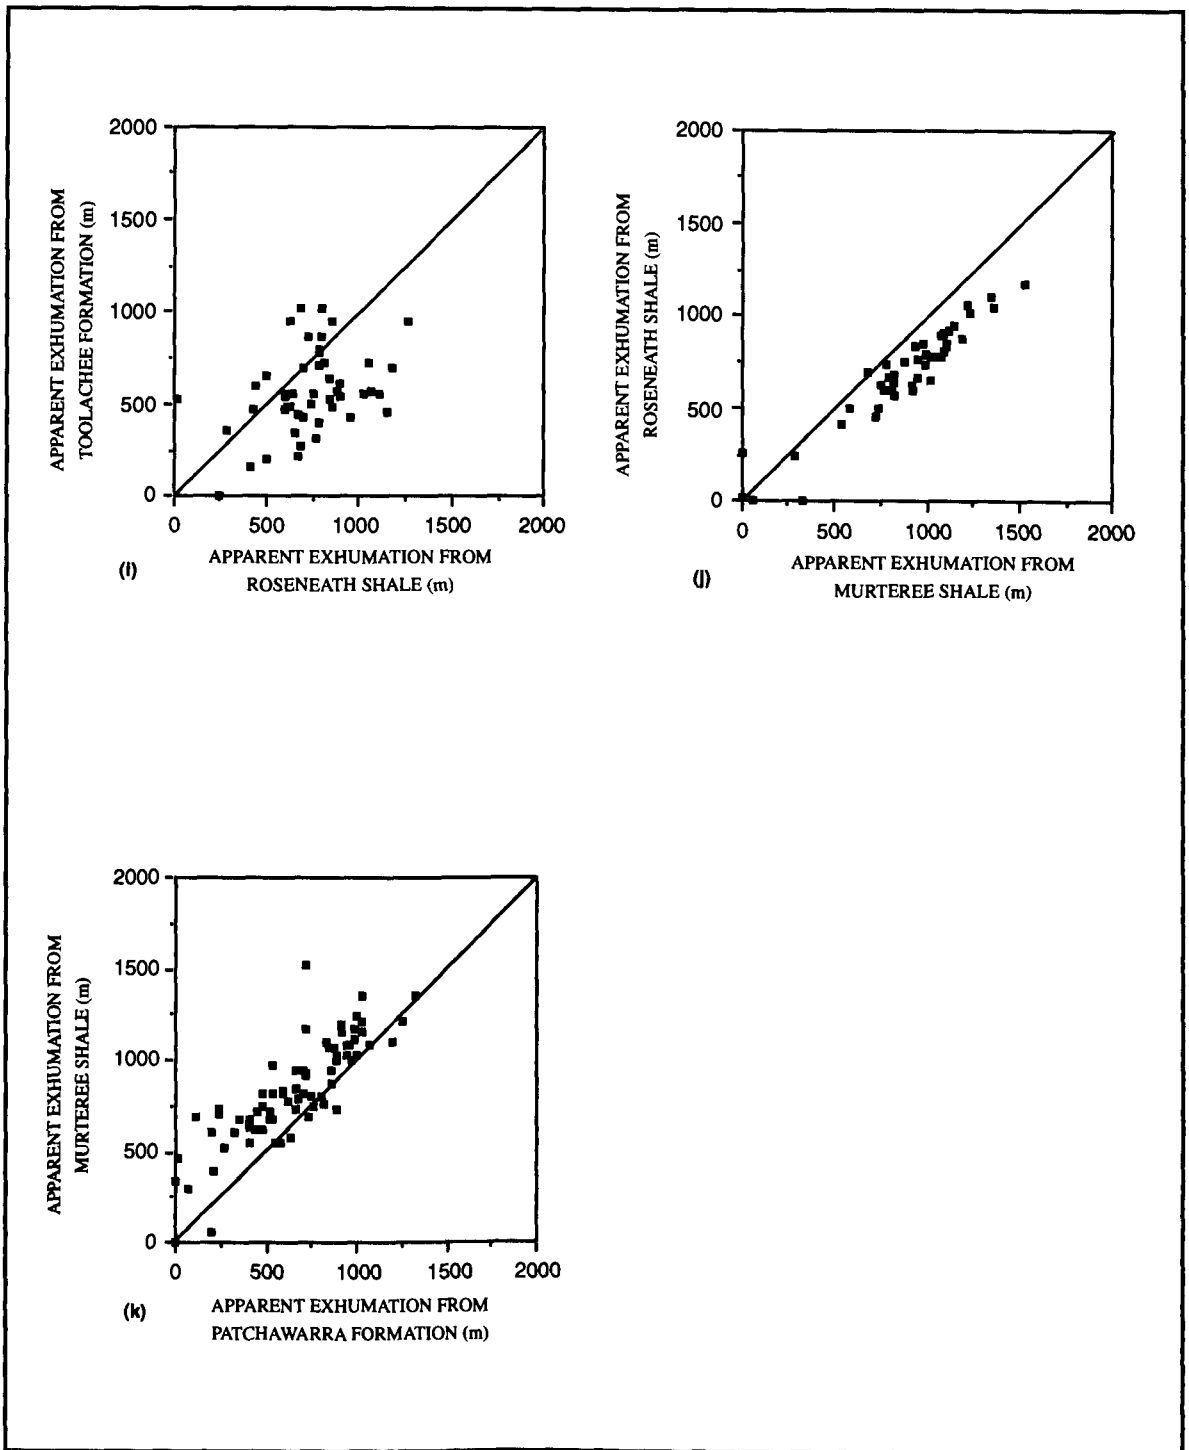 2000
1500
1000
500
0
APPARENT EXHUMATION FROM
TOOLACHEE FORMATION (m)
0 500 1000 1500 2000
APPARENT EXHUMATION FROM
ROSENEATH SHALE (m)
(i)
2000
1500
1000
500
0
APPARENT EXHUMATION FROM
ROSENEATH SHALE (m)
0 500 1000 1500 2000
APPARENT EXHUMATION FROM
MURTEREE SHALE (m)
(j)
2000
1500
1000
500
0
APPARENT EXHUMATION FROM
MURTEREE SHALE (m)
0 500 1000 1500 2000
APPARENT EXHUMATION FROM
PATCHAWARRA FORMATION (m)
(k)